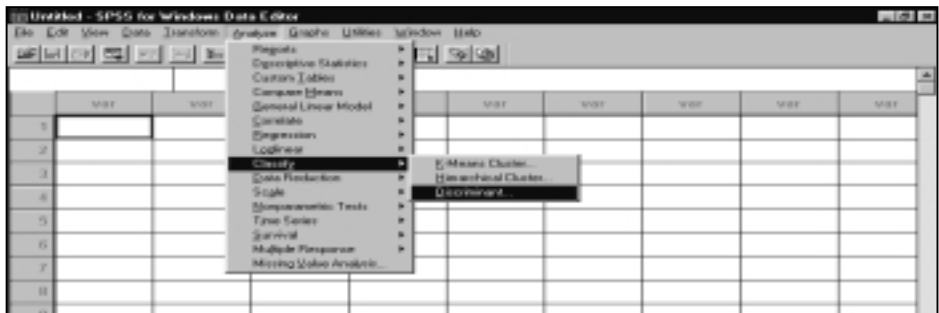 Untitled - SPSS for Windows Data Editor
File Edit View Data Transform Analyze Graphs Utilities Window Help
Reports
Descriptive Statistics
Custom Tables
Compare Means
General Linear Model
Correlate
Regression
Loglinear
Classify
Data Reduction
Scale
Nonparametric Tests
Time Series
Survival
Multiple Response
Missing Value Analysis...
K-Means Cluster...
Hierarchical Cluster...
Discriminant...
var var var var var var var
1
2
3
4
5
6
7
8